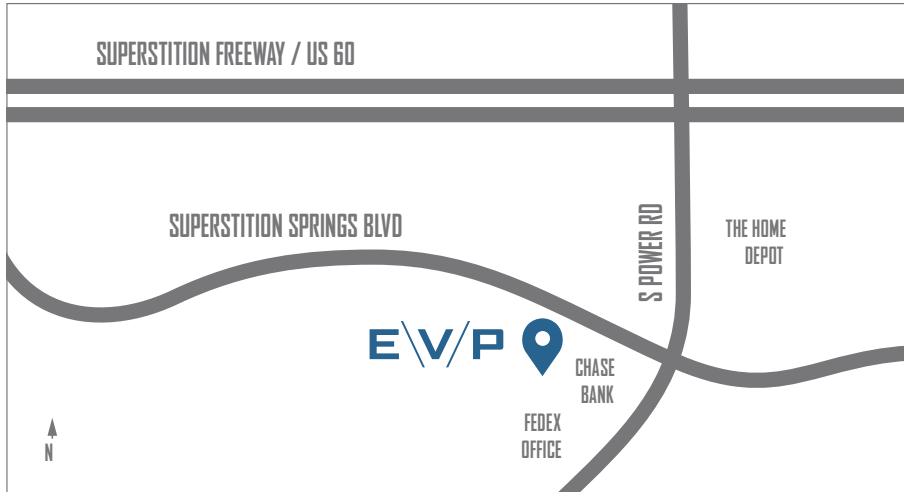 SUPERSTITION FREEWAY / US 60
SUPERSTITION SPRINGS BLVD
S POWER RD
THE HOME
DEPOT
E\V/P
CHASE
BANK
FEDEX
OFFICE
N